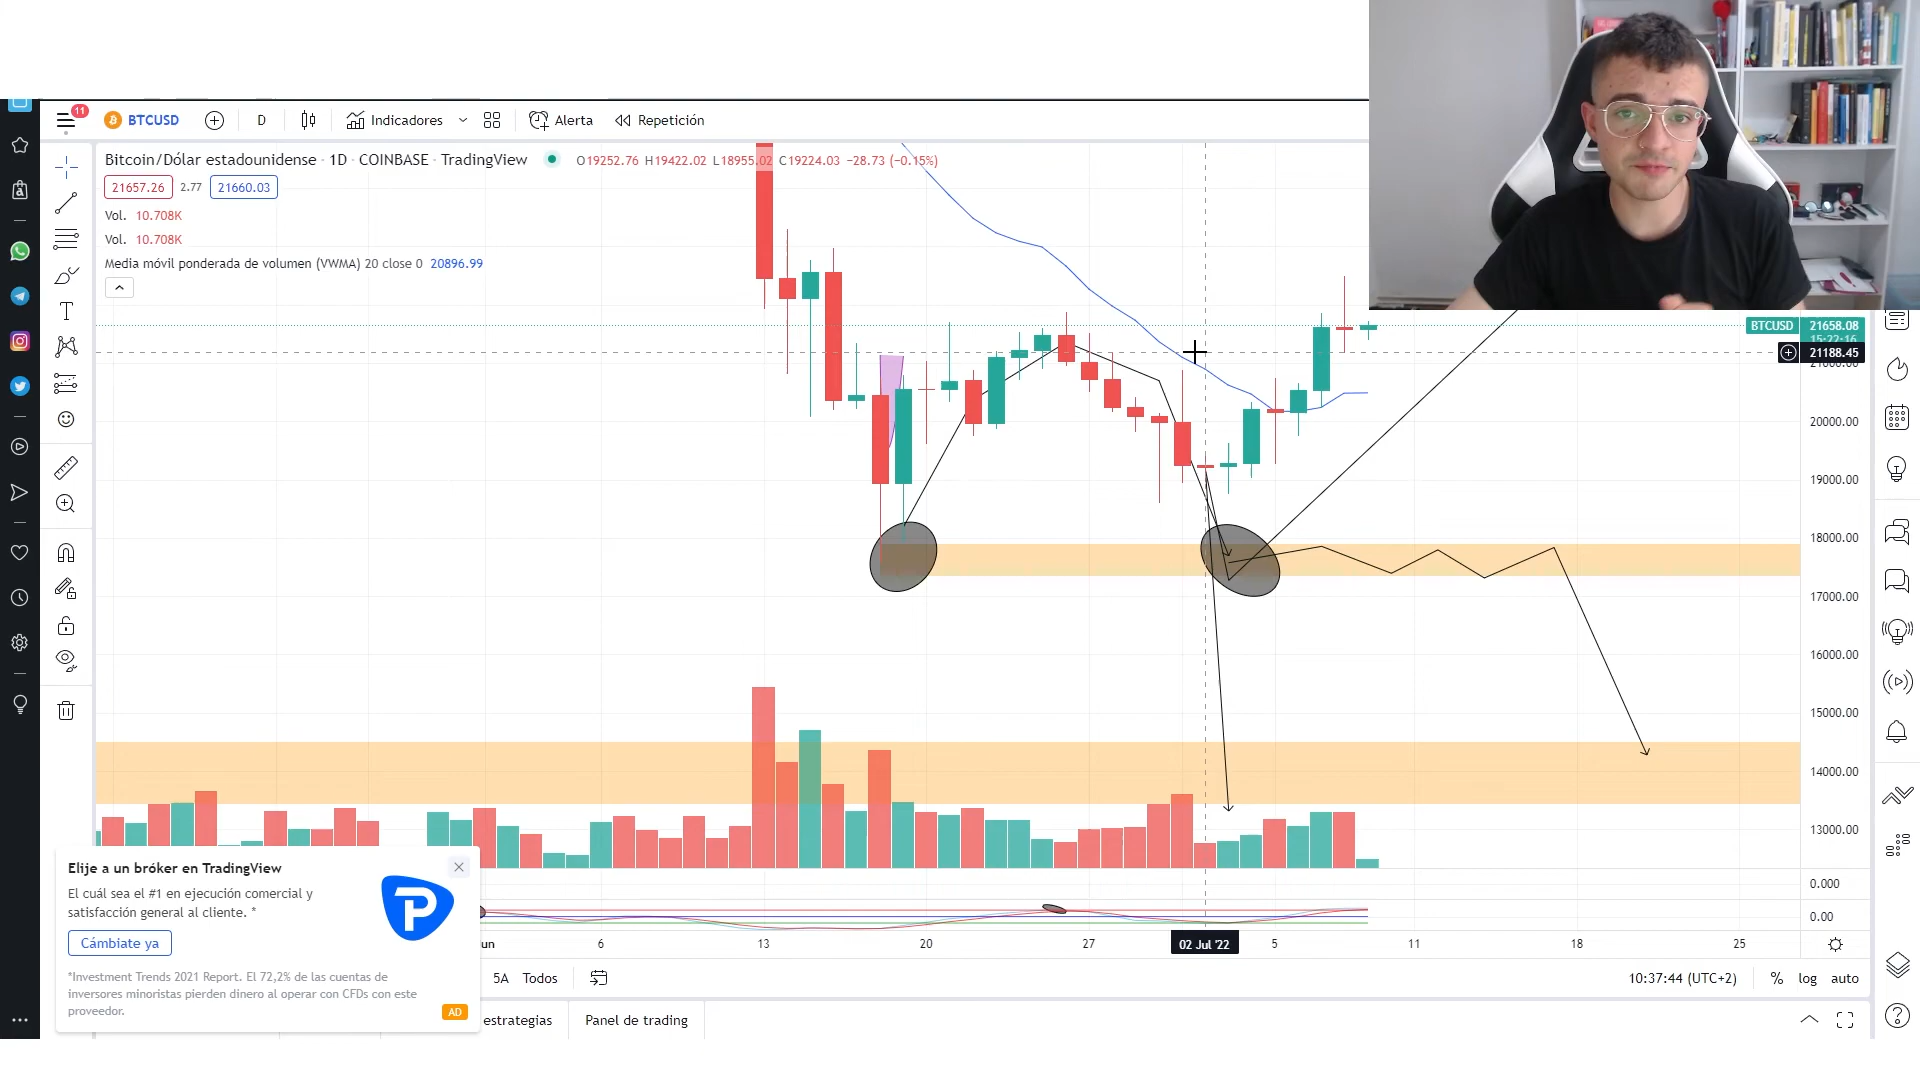 11
BTCUSD
D
Indicadores
Alerta
Repetición
Bitcoin/Dólar estadounidense · 1D · COINBASE · TradingView
O19252.76 H19422.02 L18955.02 C19224.03 −28.73 (−0.15%)
21657.26 2.77 21660.03
Vol. 10.708K
Vol. 10.708K
Media móvil ponderada de volumen (VWMA) 20 close 0 20896.99
BTCUSD 21658.08
15:22:16
21188.45
21000.00
20000.00
19000.00
18000.00
17000.00
16000.00
15000.00
14000.00
13000.00
0.000
0.00
un 6 13 20 27 02 Jul '22 5 11 18 25
Elije a un bróker en TradingView
El cuál sea el #1 en ejecución comercial y
satisfacción general al cliente. *
Cámbiate ya
*Investment Trends 2021 Report. El 72,2% de las cuentas de
inversores minoristas pierden dinero al operar con CFDs con este
proveedor.
AD
5A Todos
10:37:44 (UTC+2) % log auto
estrategias Panel de trading